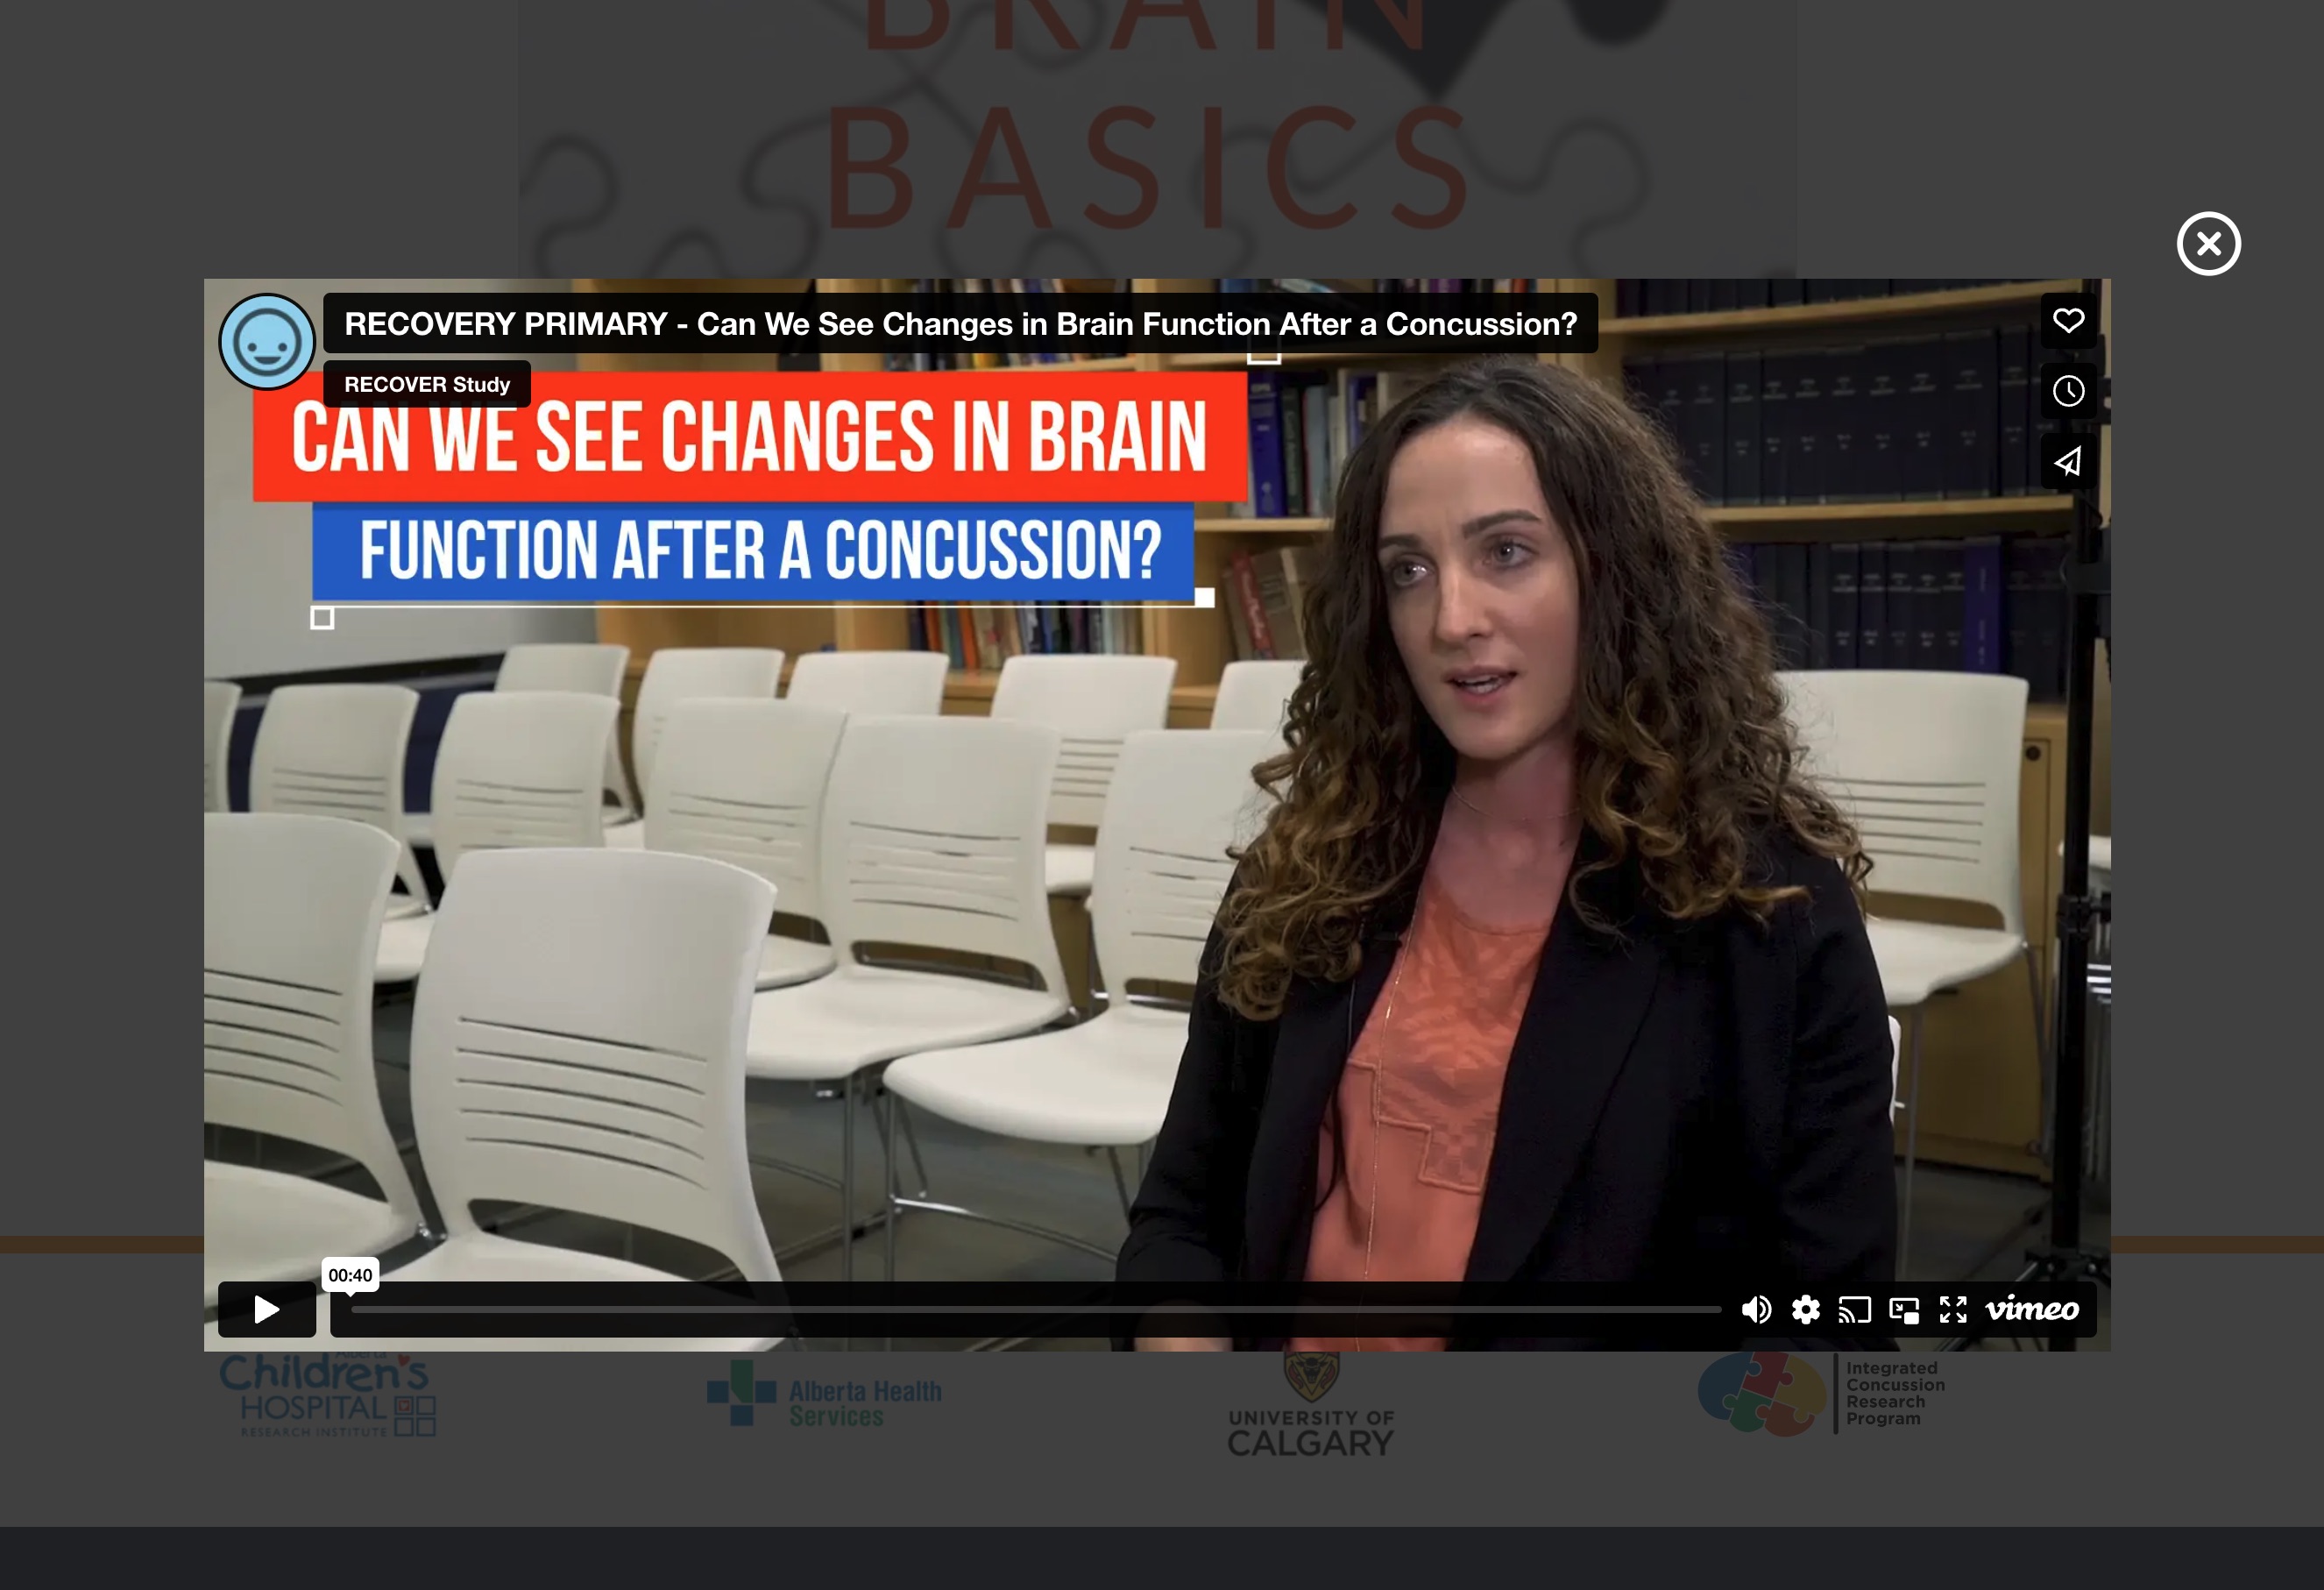 BRAIN
BASICS
RECOVERY PRIMARY - Can We See Changes in Brain Function After a Concussion?
RECOVER Study
CAN WE SEE CHANGES IN BRAIN
FUNCTION AFTER A CONCUSSION?
00:40
vimeo
Alberta
Children's
HOSPITAL
RESEARCH INSTITUTE
Alberta Health
Services
UNIVERSITY OF
CALGARY
Integrated
Concussion
Research
Program